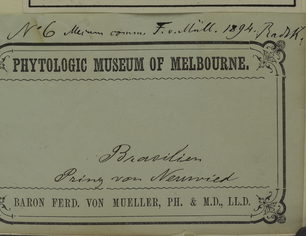 No 6 Meum comm. F. v. Müll. 1894. Radlk.
PHYTOLOGIC MUSEUM OF MELBOURNE.
Brasilien
Prinz von Neuwied
BARON FERD. VON MUELLER, PH. & M.D., LL.D.